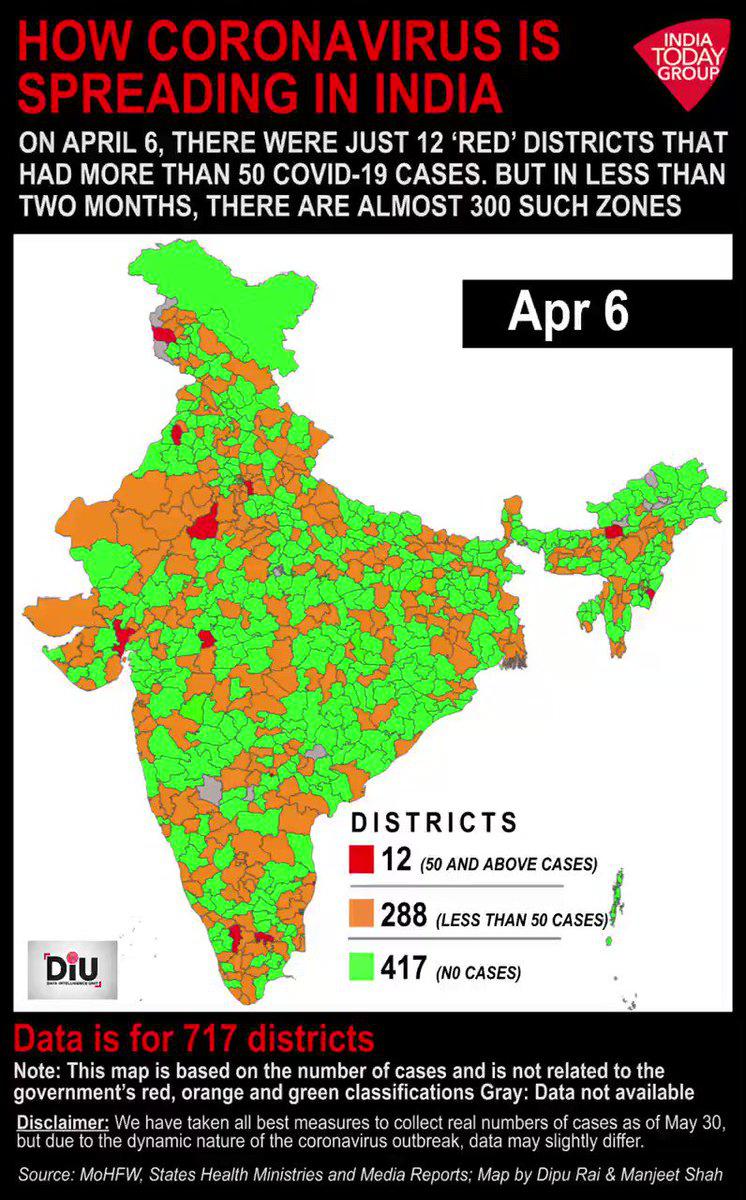 HOW CORONAVIRUS IS
SPREADING IN INDIA
INDIA
TODAY
GROUP
ON APRIL 6, THERE WERE JUST 12 ‘RED’ DISTRICTS THAT
HAD MORE THAN 50 COVID-19 CASES. BUT IN LESS THAN
TWO MONTHS, THERE ARE ALMOST 300 SUCH ZONES
Apr 6
DISTRICTS
12 (50 AND ABOVE CASES)
288 (LESS THAN 50 CASES)
417 (N0 CASES)
DiU
DATA INTELLIGENCE UNIT
Data is for 717 districts
Note: This map is based on the number of cases and is not related to the
government’s red, orange and green classifications Gray: Data not available
Disclaimer: We have taken all best measures to collect real numbers of cases as of May 30,
but due to the dynamic nature of the coronavirus outbreak, data may slightly differ.
Source: MoHFW, States Health Ministries and Media Reports; Map by Dipu Rai & Manjeet Shah